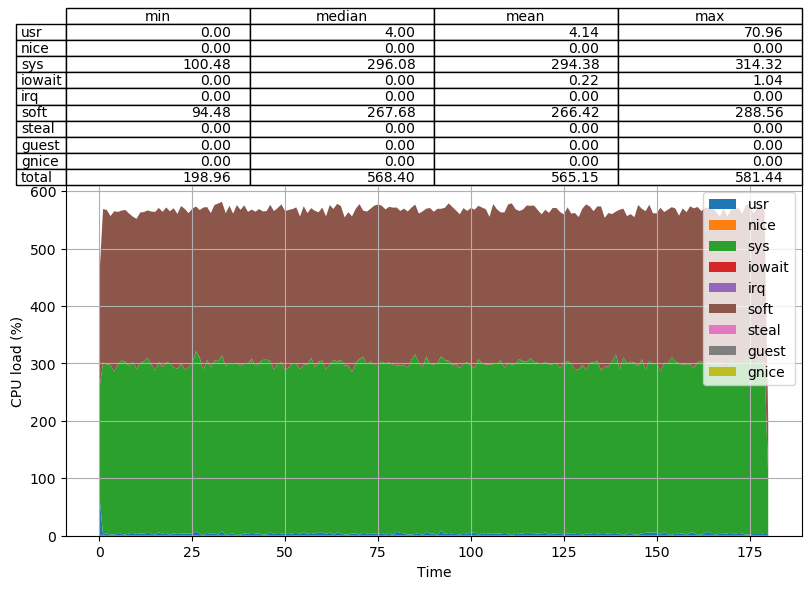 min median mean max
usr 0.00 4.00 4.14 70.96
nice 0.00 0.00 0.00 0.00
sys 100.48 296.08 294.38 314.32
iowait 0.00 0.00 0.22 1.04
irq 0.00 0.00 0.00 0.00
soft 94.48 267.68 266.42 288.56
steal 0.00 0.00 0.00 0.00
guest 0.00 0.00 0.00 0.00
gnice 0.00 0.00 0.00 0.00
total 198.96 568.40 565.15 581.44
600
500
400
300
200
100
0
CPU load (%)
usr
nice
sys
iowait
irq
soft
steal
guest
gnice
0 25 50 75 100 125 150 175
Time